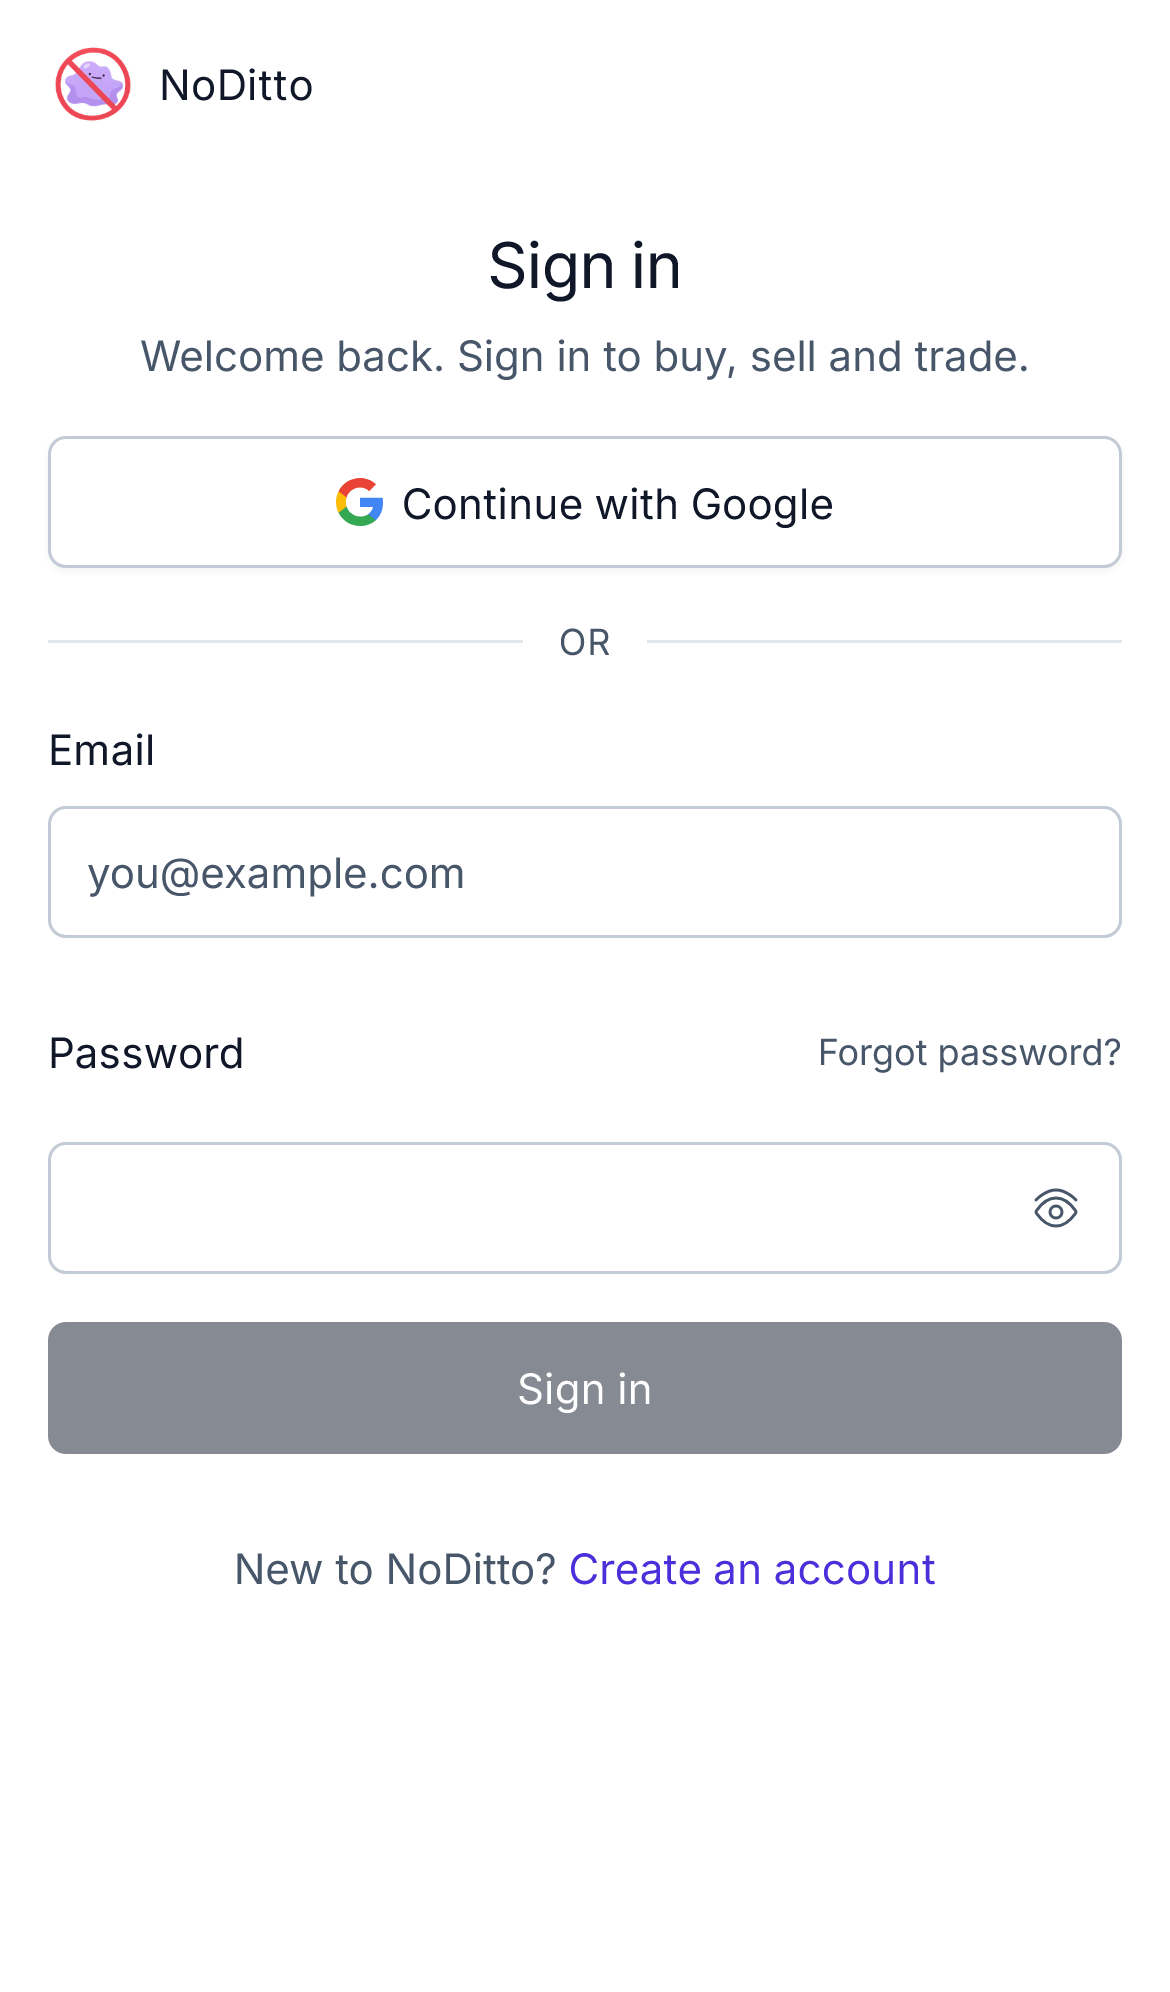 NoDitto
Sign in
Welcome back. Sign in to buy, sell and trade.
Continue with Google
OR
Email
you@example.com
Password
Forgot password?
Sign in
New to NoDitto? Create an account